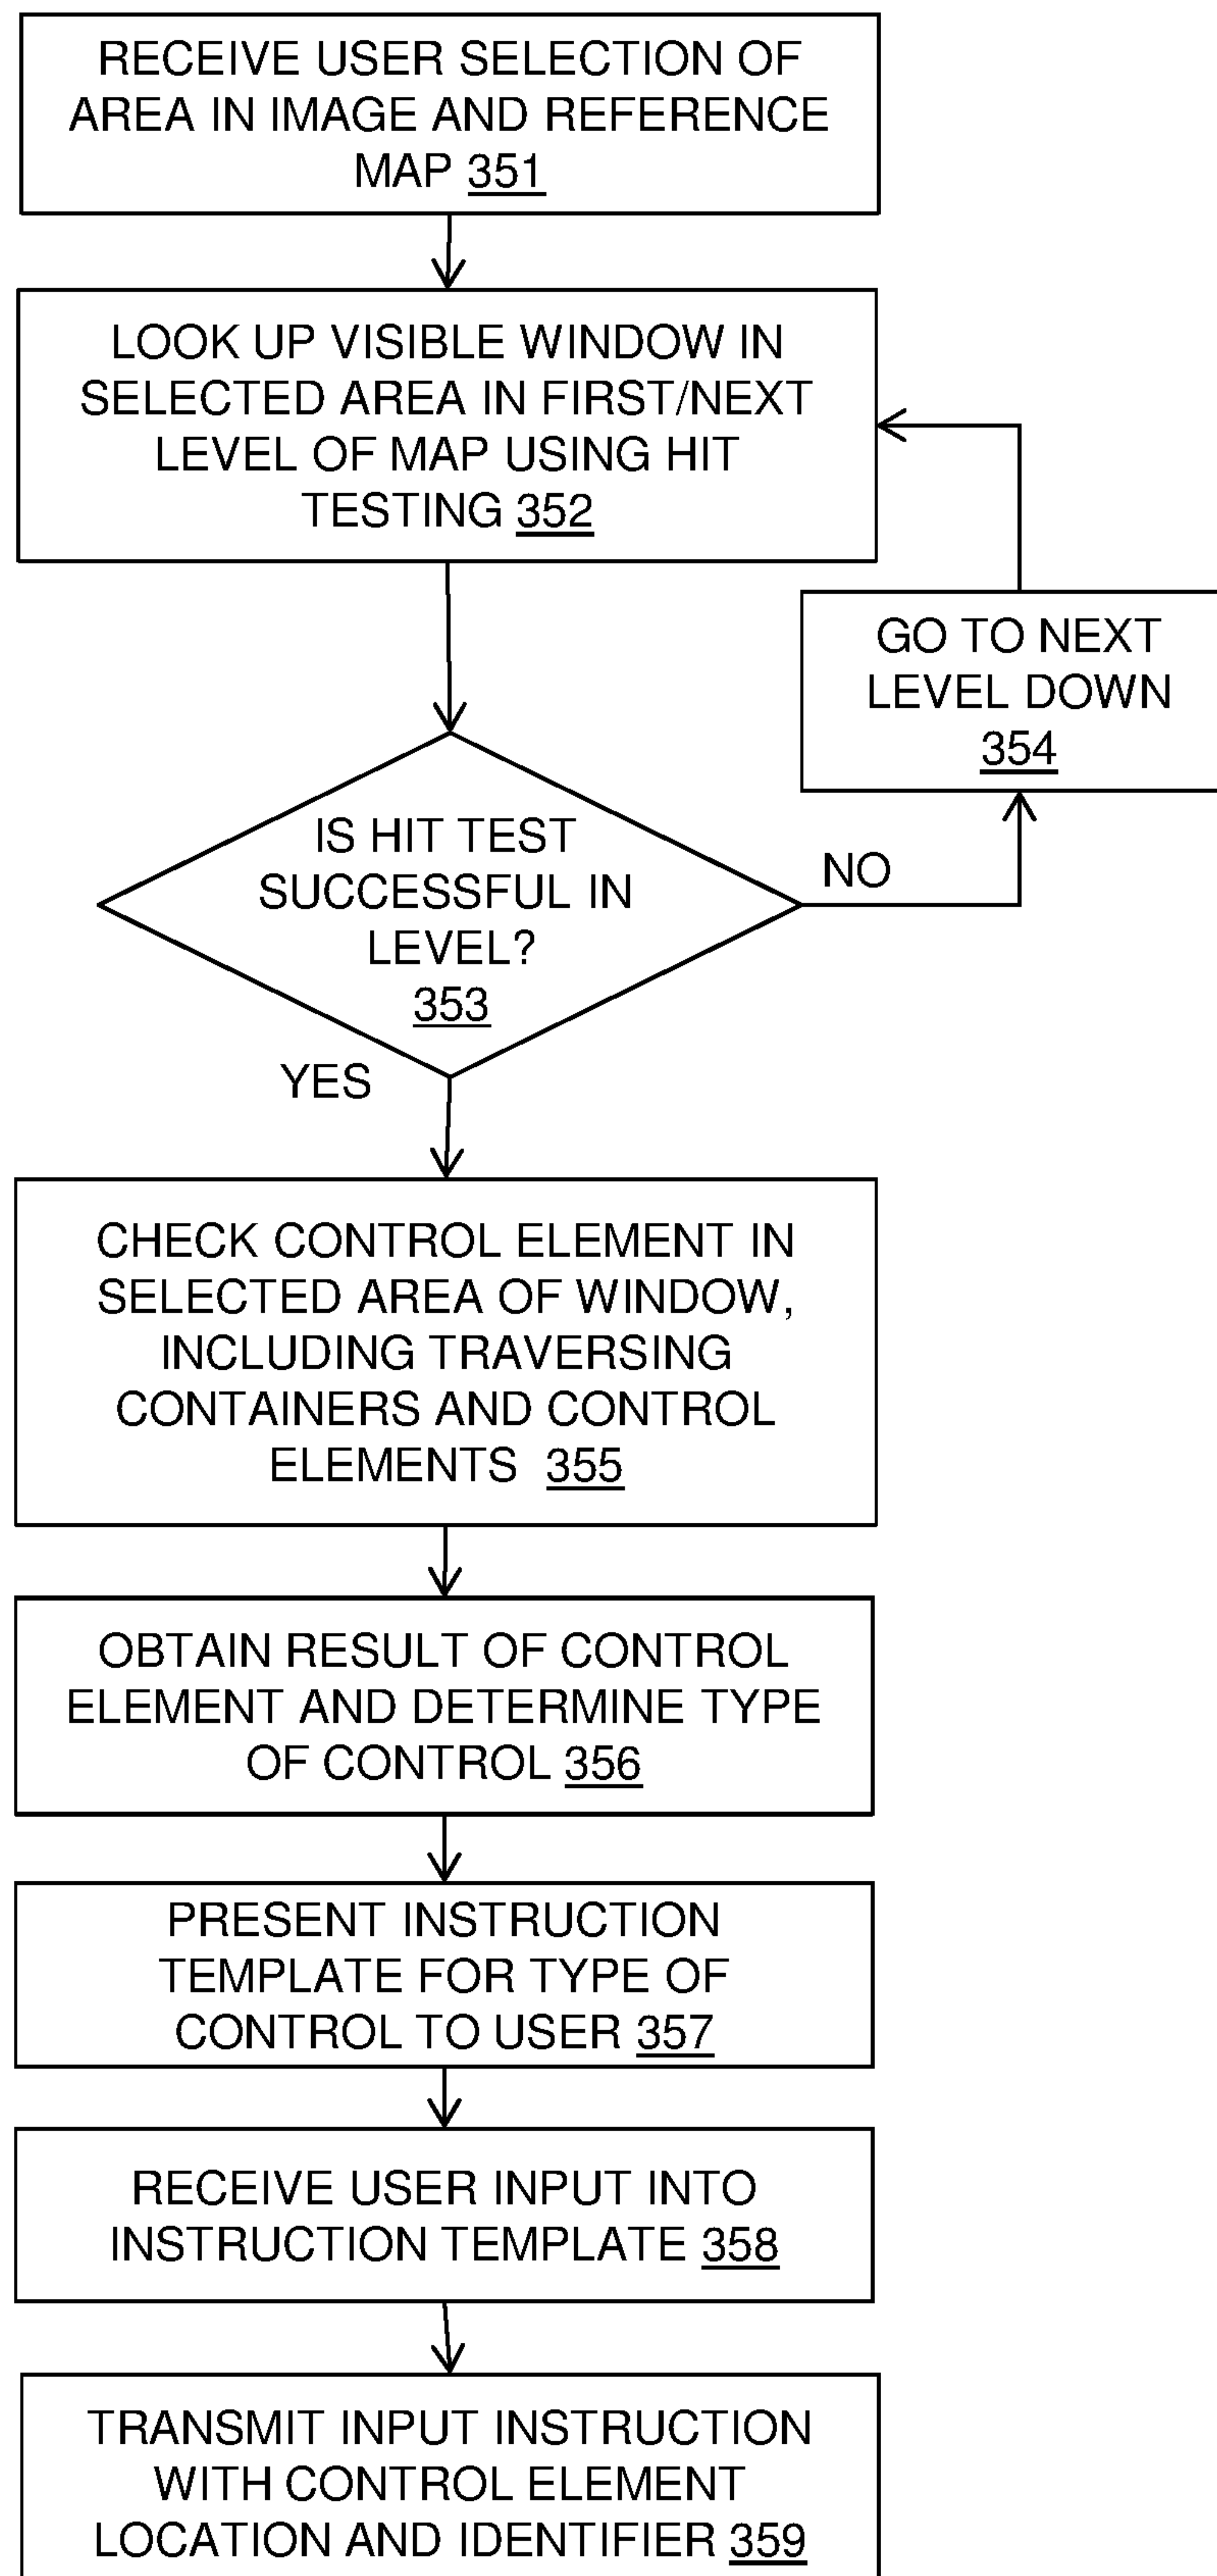 RECEIVE USER SELECTION OF
AREA IN IMAGE AND REFERENCE
MAP 351
LOOK UP VISIBLE WINDOW IN
SELECTED AREA IN FIRST/NEXT
LEVEL OF MAP USING HIT
TESTING 352
GO TO NEXT
LEVEL DOWN
354
IS HIT TEST
SUCCESSFUL IN
LEVEL?
353
NO
YES
CHECK CONTROL ELEMENT IN
SELECTED AREA OF WINDOW,
INCLUDING TRAVERSING
CONTAINERS AND CONTROL
ELEMENTS 355
OBTAIN RESULT OF CONTROL
ELEMENT AND DETERMINE TYPE
OF CONTROL 356
PRESENT INSTRUCTION
TEMPLATE FOR TYPE OF
CONTROL TO USER 357
RECEIVE USER INPUT INTO
INSTRUCTION TEMPLATE 358
TRANSMIT INPUT INSTRUCTION
WITH CONTROL ELEMENT
LOCATION AND IDENTIFIER 359